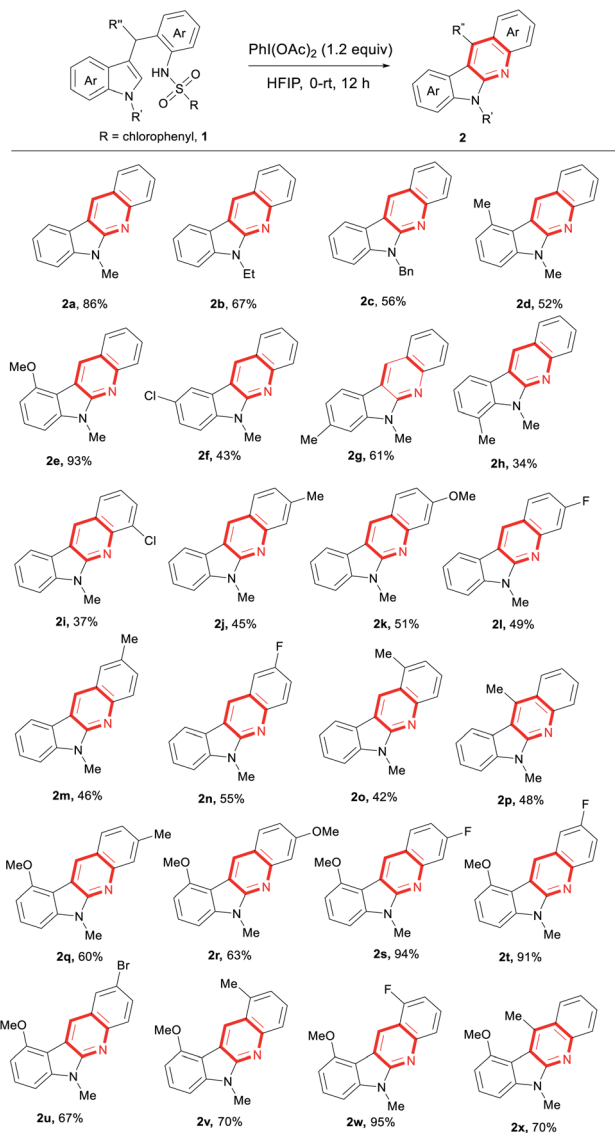 R"
Ar
PhI(OAc)2 (1.2 equiv)
HFIP, 0-rt, 12 h
Ar
HN
O
S
O
N
R'
R
R = chlorophenyl, 1
R"
Ar
Ar
N
N
R'
2
N N Me
N N Et
N N Bn
Me N N Me
2a, 86%
2b, 67%
2c, 56%
2d, 52%
MeO N N Me
Cl N N Me
Me N N Me
N N Me Me
2e, 93%
2f, 43%
2g, 61%
2h, 34%
Cl N N Me
Me N N Me
OMe N N Me
F N N Me
2i, 37%
2j, 45%
2k, 51%
2l, 49%
Me N N Me
F N N Me
Me N N Me
Me N N Me
2m, 46%
2n, 55%
2o, 42%
2p, 48%
Me MeO N N Me
OMe MeO N N Me
F MeO N N Me
F MeO N N Me
2q, 60%
2r, 63%
2s, 94%
2t, 91%
Br MeO N N Me
Me MeO N N Me
F MeO N N Me
Me MeO N N Me
2u, 67%
2v, 70%
2w, 95%
2x, 70%